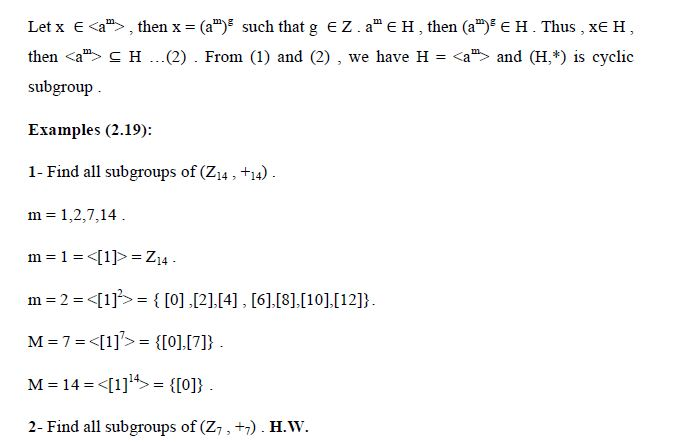 Let x ∈ <aᵐ> , then x = (aᵐ)ᵍ such that g ∈ Z . aᵐ ∈ H , then (aᵐ)ᵍ ∈ H . Thus , x∈ H ,
then <aᵐ> ⊆ H …(2) . From (1) and (2) , we have H = <aᵐ> and (H,*) is cyclic
subgroup .
Examples (2.19):
1- Find all subgroups of (Z₁₄ , +₁₄) .
m = 1,2,7,14 .
m = 1 = <[1]> = Z₁₄ .
m = 2 = <[1]²> = { [0] ,[2],[4] , [6],[8],[10],[12]}.
M = 7 = <[1]⁷> = {[0],[7]} .
M = 14 = <[1]¹⁴> = {[0]} .
2- Find all subgroups of (Z₇ , +₇) . H.W.